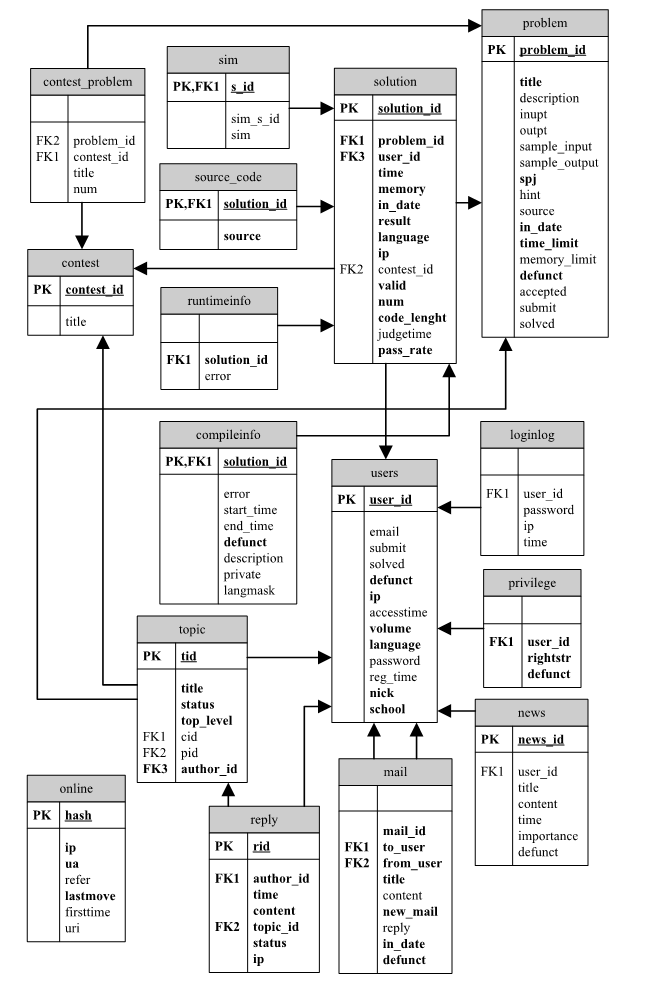 problem
PK problem_id
title
description
inupt
outpt
sample_input
sample_output
spj
hint
source
in_date
time_limit
memory_limit
defunct
accepted
submit
solved
contest_problem
FK2 problem_id
FK1 contest_id
title
num
sim
PK,FK1 s_id
sim_s_id
sim
solution
PK solution_id
FK1 problem_id
FK3 user_id
time
memory
in_date
result
language
ip
FK2 contest_id
valid
num
code_lenght
judgetime
pass_rate
source_code
PK,FK1 solution_id
source
contest
PK contest_id
title
runtimeinfo
FK1 solution_id
error
compileinfo
PK,FK1 solution_id
error
start_time
end_time
defunct
description
private
langmask
users
PK user_id
email
submit
solved
defunct
ip
accesstime
volume
language
password
reg_time
nick
school
loginlog
FK1 user_id
password
ip
time
privilege
FK1 user_id
rightstr
defunct
topic
PK tid
title
status
top_level
FK1 cid
FK2 pid
FK3 author_id
news
PK news_id
FK1 user_id
title
content
time
importance
defunct
online
PK hash
ip
ua
refer
lastmove
firsttime
uri
reply
PK rid
FK1 author_id
time
content
FK2 topic_id
status
ip
mail
mail_id
FK1 to_user
FK2 from_user
title
content
new_mail
reply
in_date
defunct